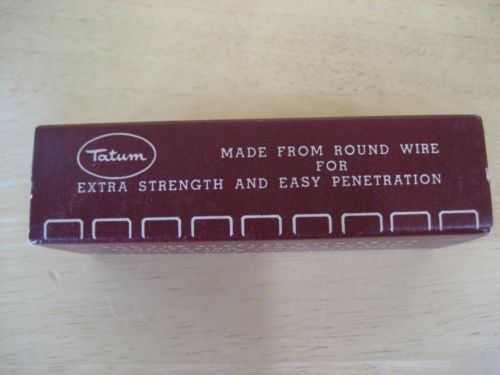 Tatum
MADE FROM ROUND WIRE
FOR
EXTRA STRENGTH AND EASY PENETRATION